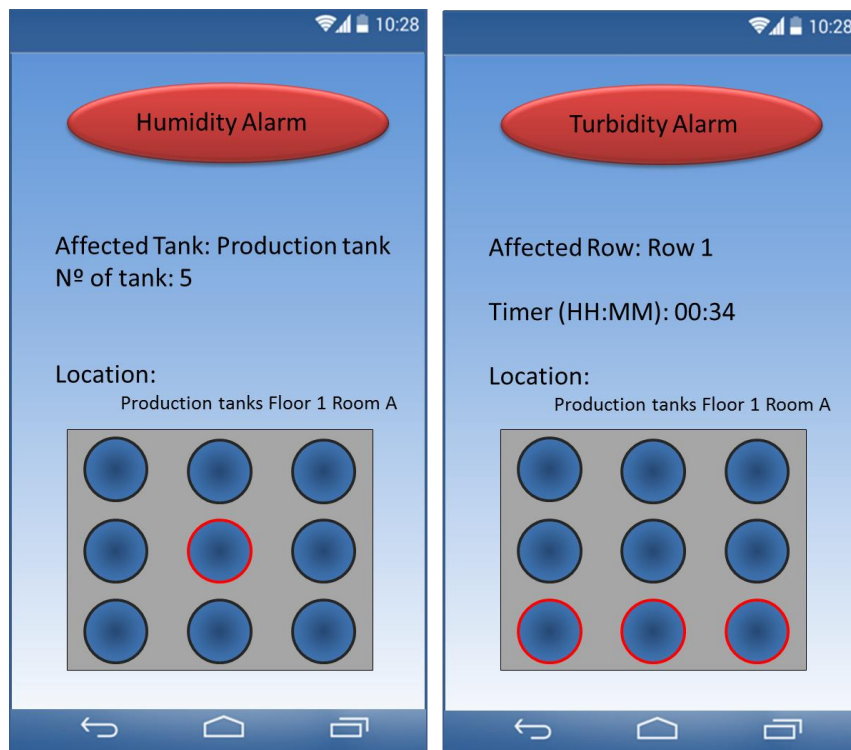 10:28
Humidity Alarm
Affected Tank: Production tank
Nº of tank: 5
Location:
Production tanks Floor 1 Room A
10:28
Turbidity Alarm
Affected Row: Row 1
Timer (HH:MM): 00:34
Location:
Production tanks Floor 1 Room A